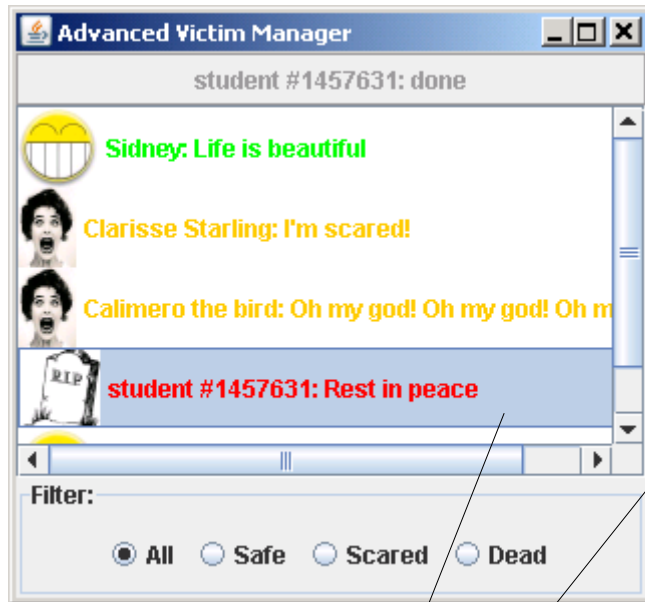 Advanced Victim Manager
student #1457631: done
Sidney: Life is beautiful
Clarisse Starling: I'm scared!
Calimero the bird: Oh my god! Oh my god! Oh m
RIP
student #1457631: Rest in peace
Filter:
All Safe Scared Dead